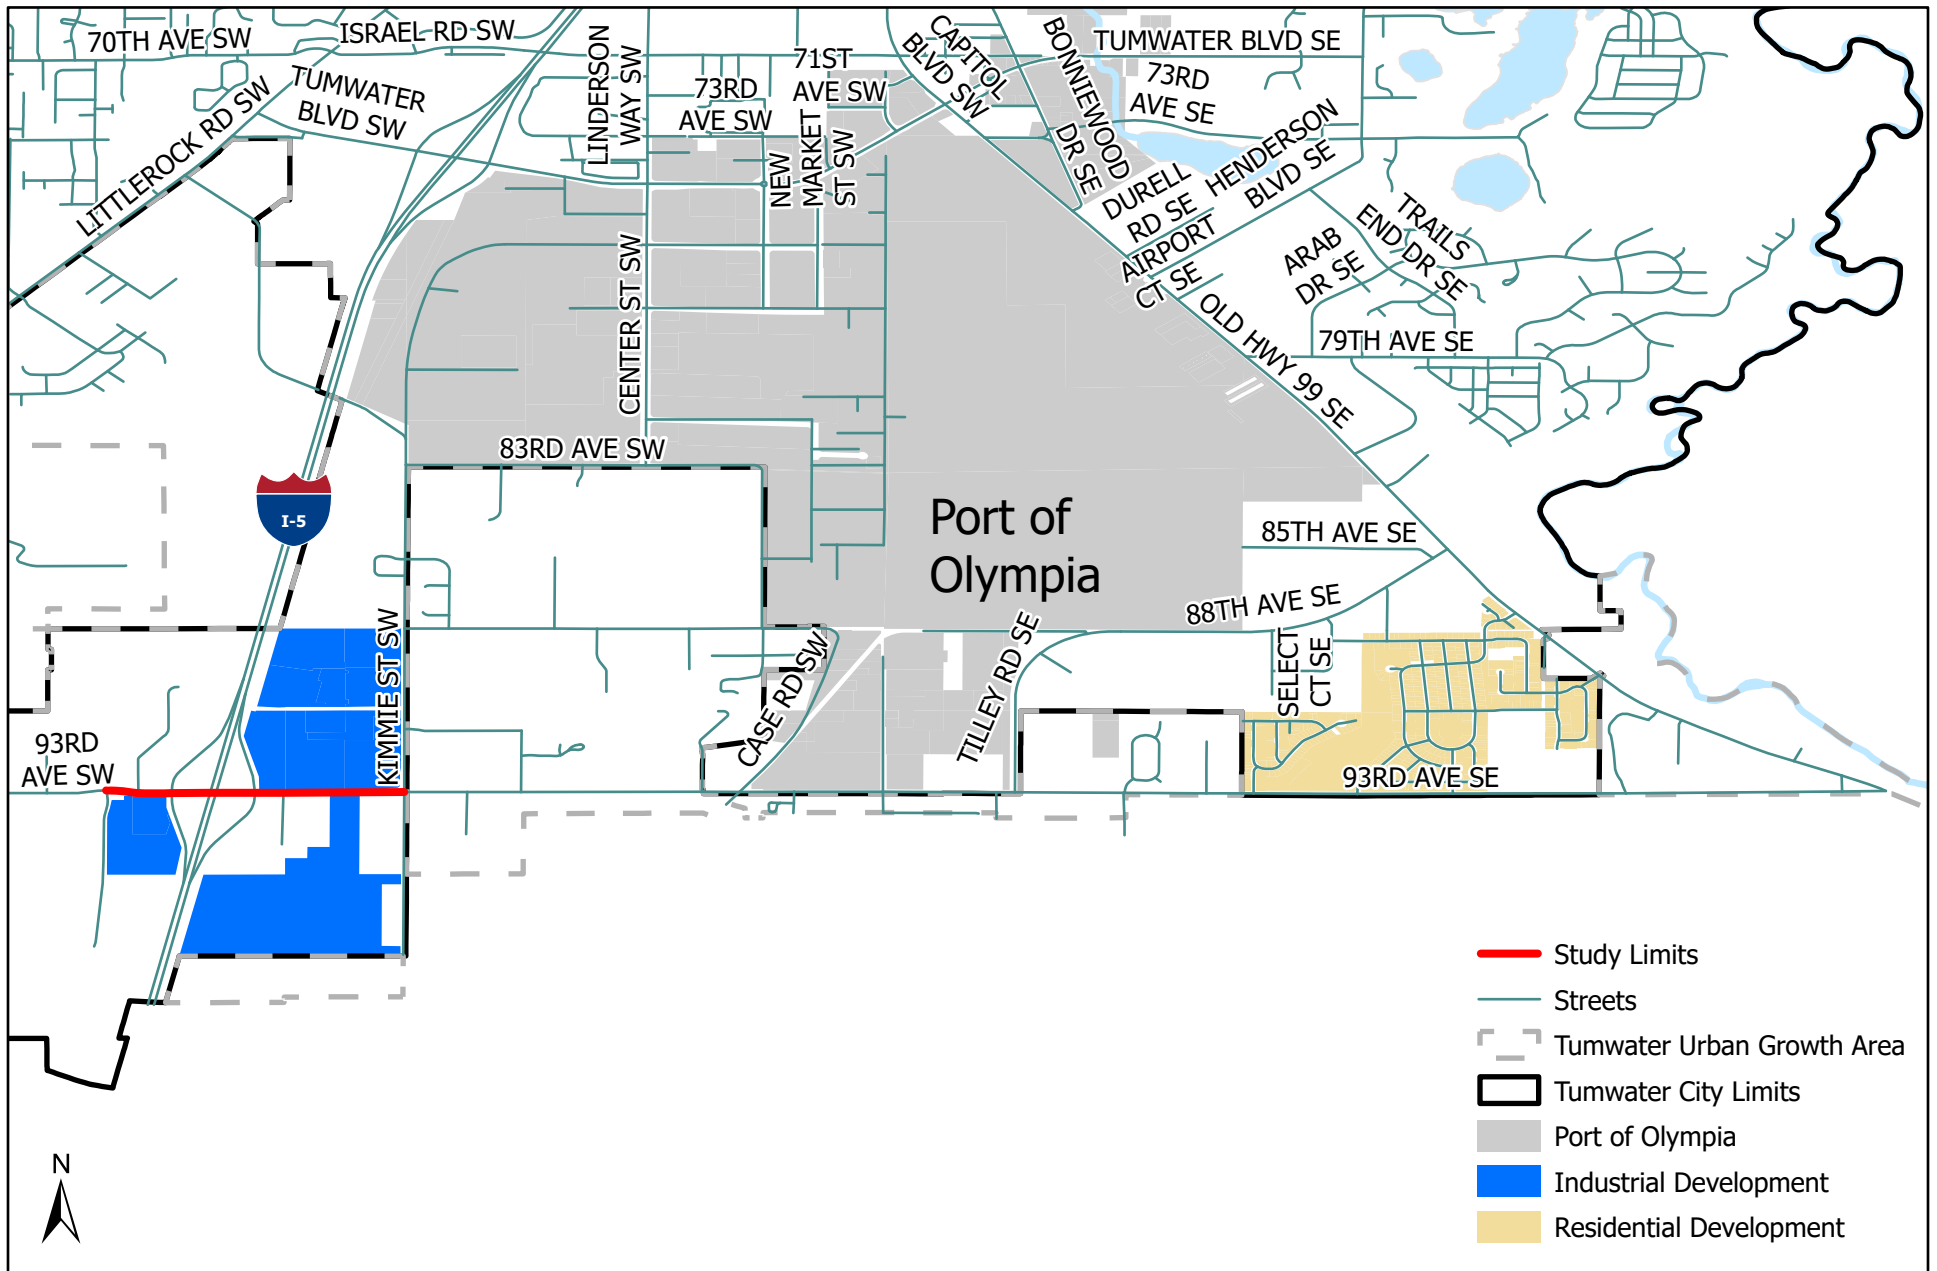 70TH AVE SW
ISRAEL RD SW
LINDERSON
WAY SW
71ST
AVE SW
CAPITOL
BLVD SW
BONNIEWOOD
DR SE
TUMWATER BLVD SE
73RD
AVE SE
TUMWATER
BLVD SW
73RD
AVE SW
NEW
MARKET
ST SW
HENDERSON
BLVD SE
LITTLEROCK RD SW
DURELL
RD SE
AIRPORT
CT SE
TRAILS
END DR SE
ARAB
DR SE
CENTER ST SW
OLD HWY 99 SE
79TH AVE SE
83RD AVE SW
I-5
Port of
Olympia
85TH AVE SE
88TH AVE SE
KIMMIE ST SW
CASE RD SW
TILLEY RD SE
SELECT
CT SE
93RD
AVE SW
93RD AVE SE
Study Limits
Streets
Tumwater Urban Growth Area
Tumwater City Limits
Port of Olympia
Industrial Development
Residential Development
N